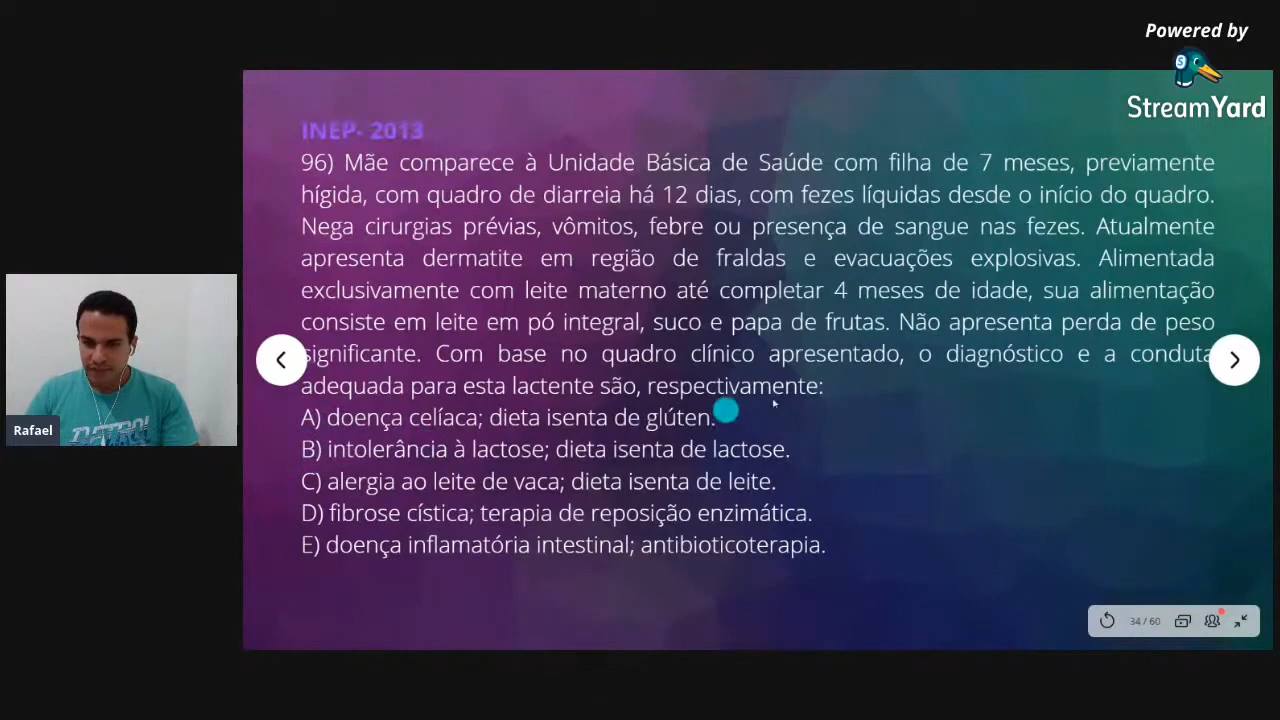 Powered by
StreamYard
INEP- 2013
96) Mãe comparece à Unidade Básica de Saúde com filha de 7 meses, previamente
hígida, com quadro de diarreia há 12 dias, com fezes líquidas desde o início do quadro.
Nega cirurgias prévias, vômitos, febre ou presença de sangue nas fezes. Atualmente
apresenta dermatite em região de fraldas e evacuações explosivas. Alimentada
exclusivamente com leite materno até completar 4 meses de idade, sua alimentação
consiste em leite em pó integral, suco e papa de frutas. Não apresenta perda de peso
significante. Com base no quadro clínico apresentado, o diagnóstico e a conduta
adequada para esta lactente são, respectivamente:
A) doença celíaca; dieta isenta de glúten.
B) intolerância à lactose; dieta isenta de lactose.
C) alergia ao leite de vaca; dieta isenta de leite.
D) fibrose cística; terapia de reposição enzimática.
E) doença inflamatória intestinal; antibioticoterapia.
Rafael
34 / 60